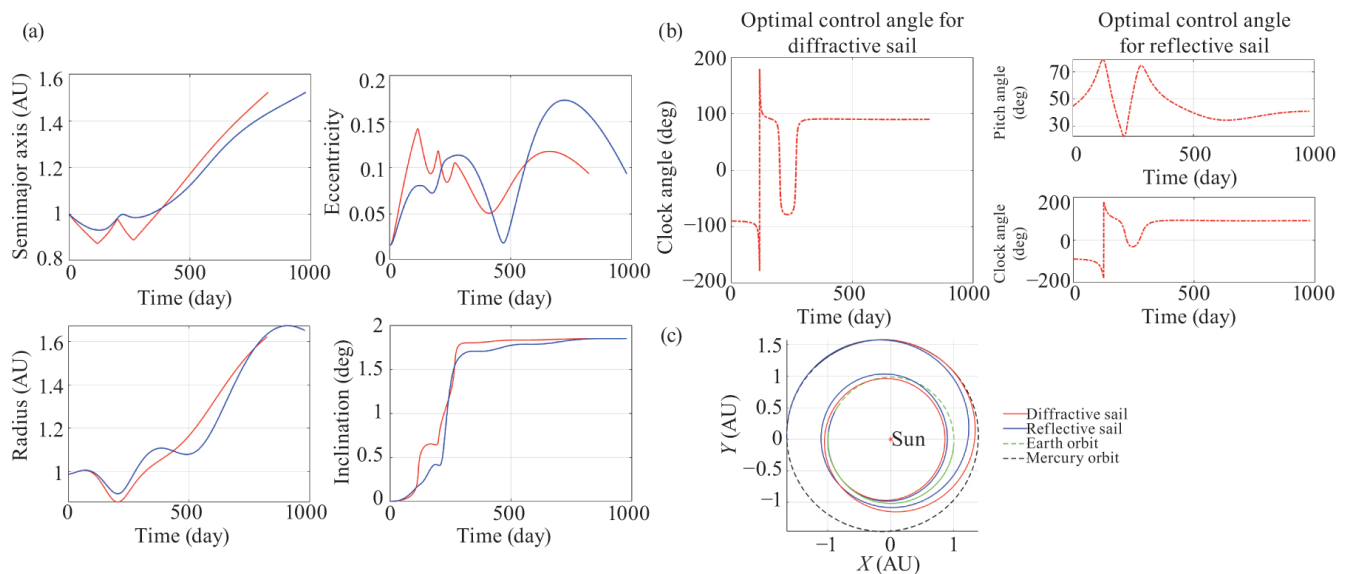 (a)
1.6
1.4
1.2
1
0.8
Semimajor axis (AU)
0
500
1000
Time (day)
0.2
0.15
0.1
0.05
0
Eccentricity
0
500
1000
Time (day)
1.6
1.4
1.2
1
Radius (AU)
0
500
1000
Time (day)
2
1.5
1
0.5
0
Inclination (deg)
0
500
1000
Time (day)
(b)
Optimal control angle for
diffractive sail
200
100
0
−100
−200
Clock angle (deg)
0
500
1000
Time (day)
Optimal control angle
for reflective sail
70
50
30
Pitch angle
(deg)
0
500
1000
Time (day)
200
0
−200
Clock angle
(deg)
0
500
1000
Time (day)
(c)
1.5
1
0.5
0
−0.5
−1
Y (AU)
Sun
−1
0
1
X (AU)
Diffractive sail
Reflective sail
Earth orbit
Mercury orbit